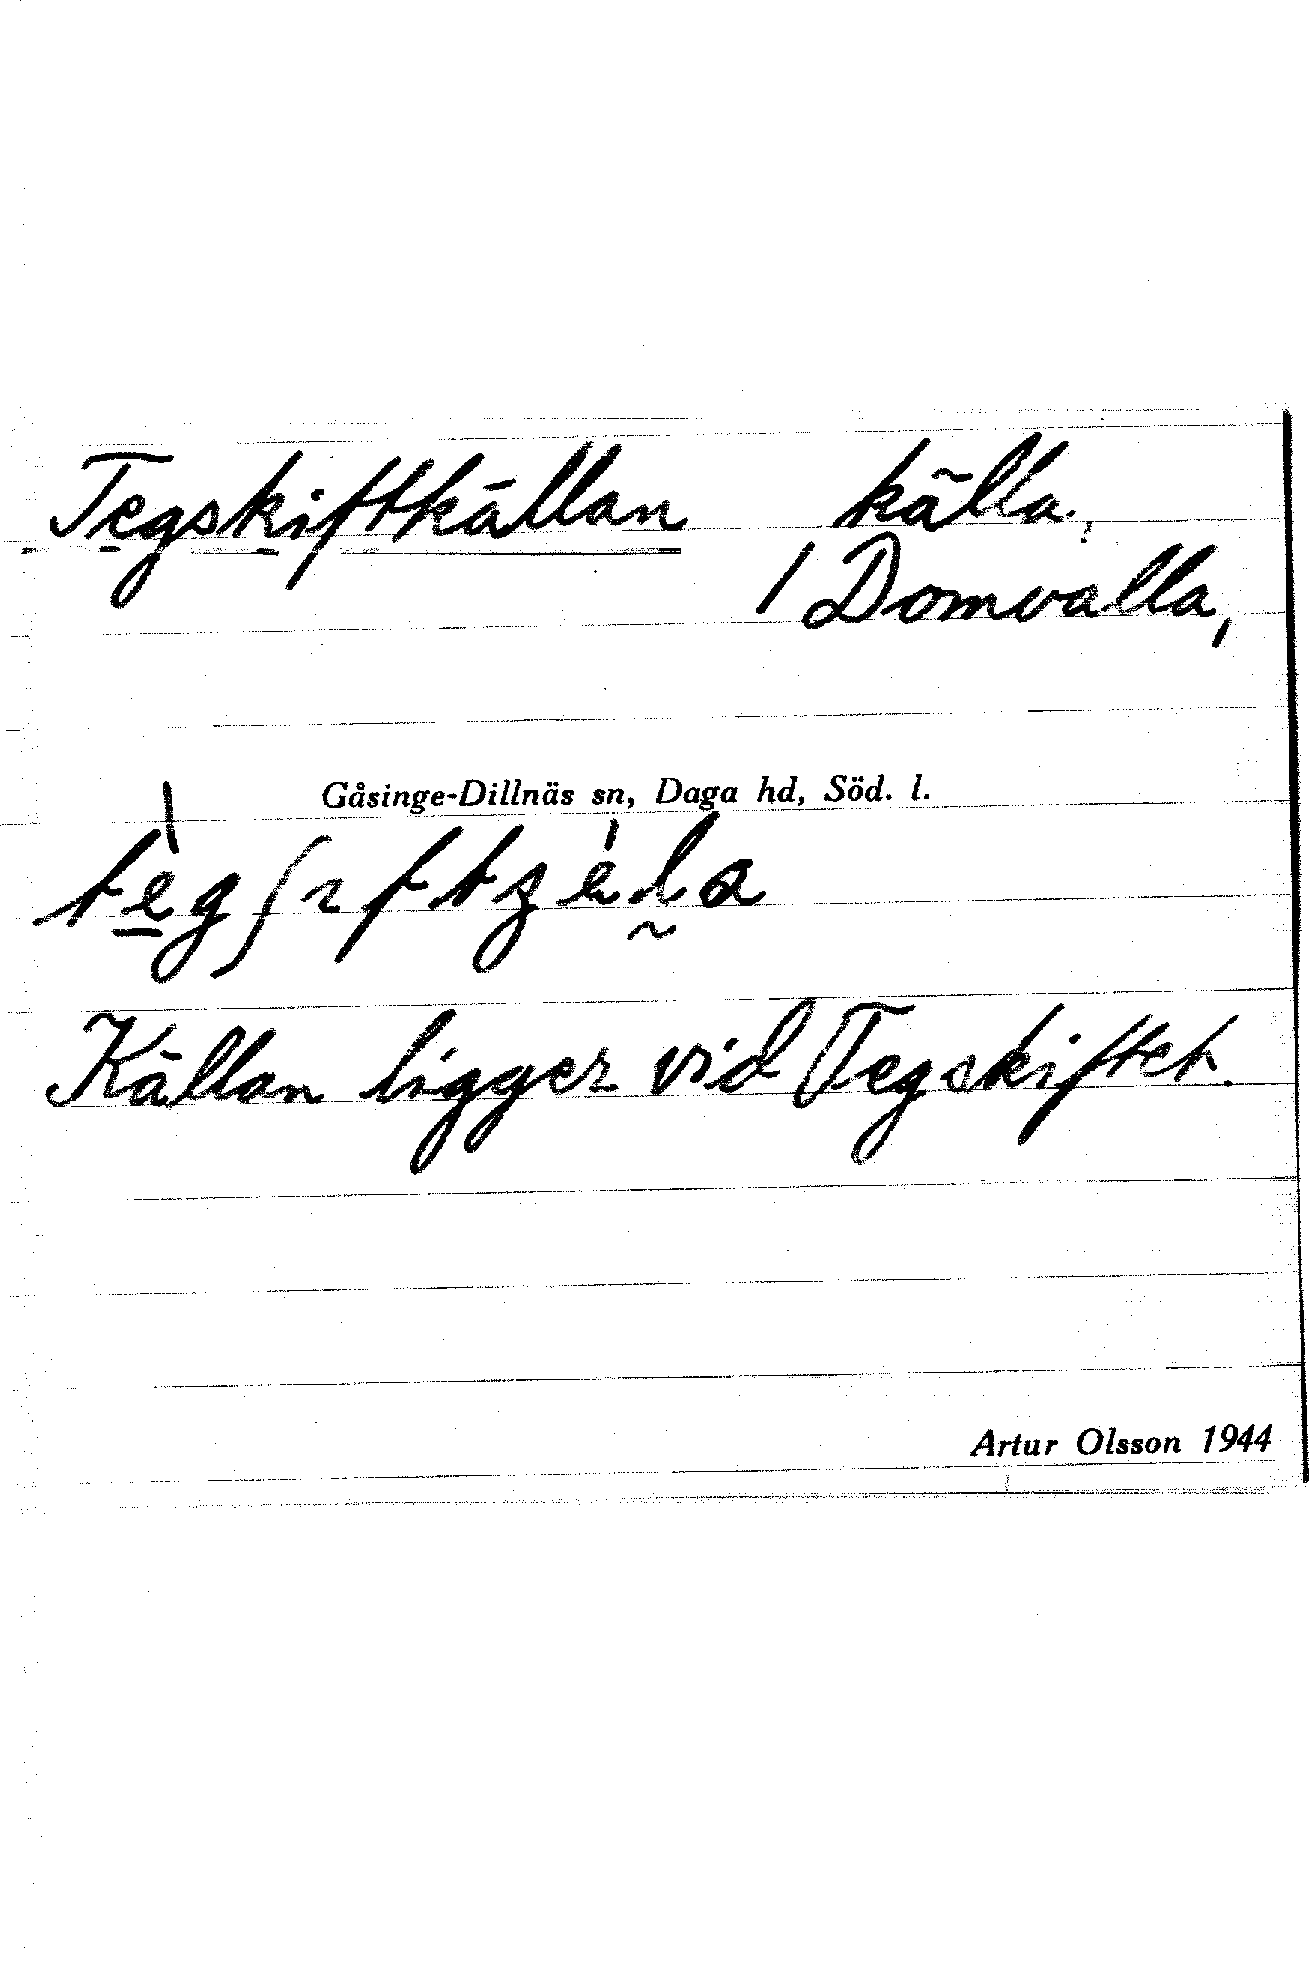 Tegskiftkällan källa,
/ Domvalla,
Gåsinge-Dillnäs sn, Daga hd, Söd. l.
Källan ligger vid Tegskiftet.
Artur Olsson 1944